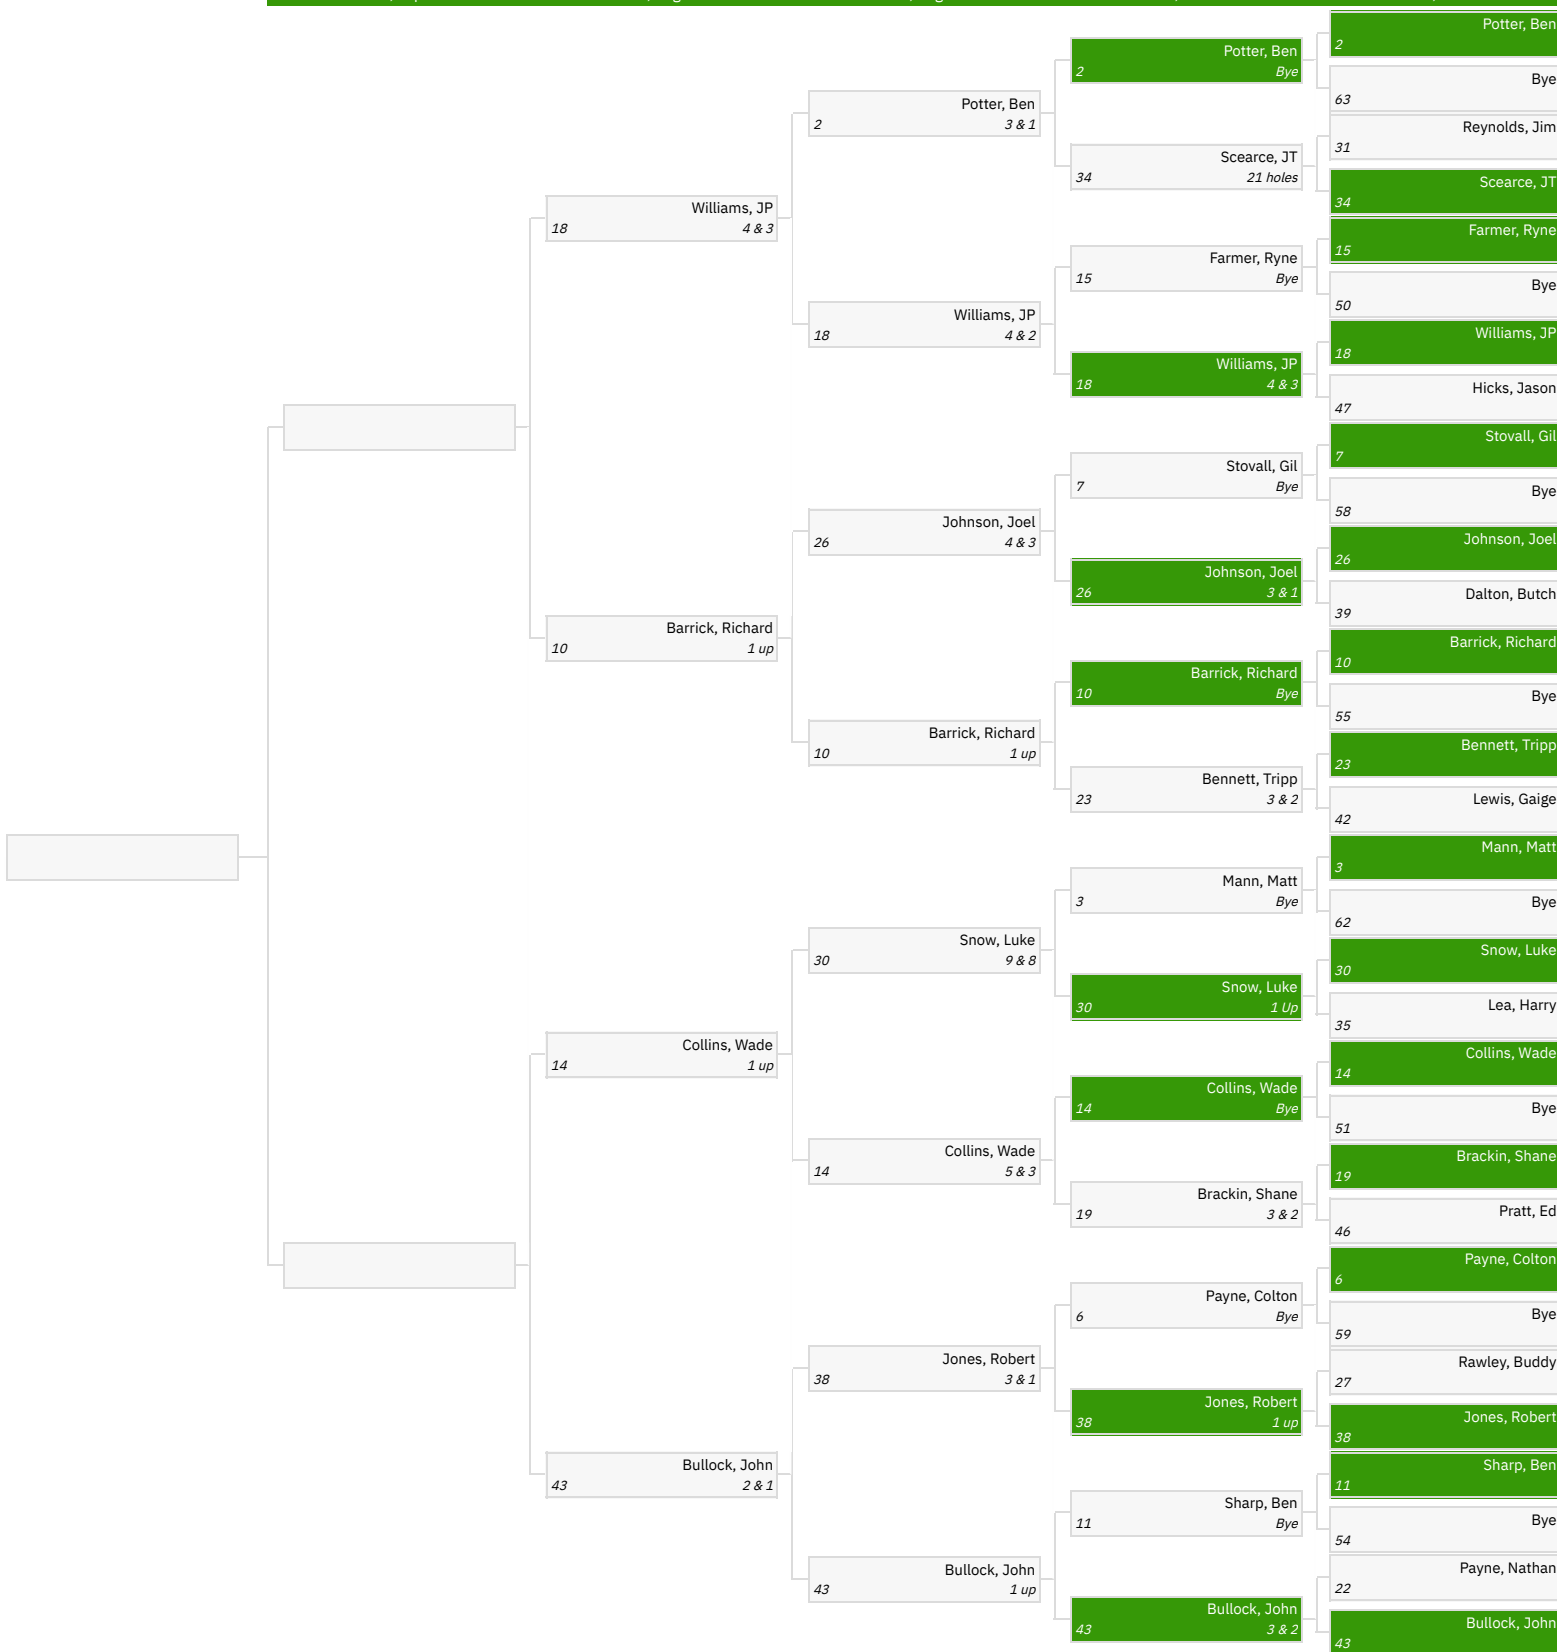 Potter, Ben
2
Bye
63
Reynolds, Jim
31
Scearce, JT
34
Farmer, Ryne
15
Bye
50
Williams, JP
18
Hicks, Jason
47
Stovall, Gil
7
Bye
58
Johnson, Joel
26
Dalton, Butch
39
Barrick, Richard
10
Bye
55
Bennett, Tripp
23
Lewis, Gaige
42
Mann, Matt
3
Bye
62
Snow, Luke
30
Lea, Harry
35
Collins, Wade
14
Bye
51
Brackin, Shane
19
Pratt, Ed
46
Payne, Colton
6
Bye
59
Rawley, Buddy
27
Jones, Robert
38
Sharp, Ben
11
Bye
54
Payne, Nathan
22
Bullock, John
43
Potter, Ben
2 Bye
Scearce, JT
34 21 holes
Farmer, Ryne
15 Bye
Williams, JP
18 4 & 3
Stovall, Gil
7 Bye
Johnson, Joel
26 3 & 1
Barrick, Richard
10 Bye
Bennett, Tripp
23 3 & 2
Mann, Matt
3 Bye
Snow, Luke
30 1 Up
Collins, Wade
14 Bye
Brackin, Shane
19 3 & 2
Payne, Colton
6 Bye
Jones, Robert
38 1 up
Sharp, Ben
11 Bye
Bullock, John
43 3 & 2
Potter, Ben
2 3 & 1
Williams, JP
18 4 & 2
Johnson, Joel
26 4 & 3
Barrick, Richard
10 1 up
Snow, Luke
30 9 & 8
Collins, Wade
14 5 & 3
Jones, Robert
38 3 & 1
Bullock, John
43 1 up
Williams, JP
18 4 & 3
Barrick, Richard
10 1 up
Collins, Wade
14 1 up
Bullock, John
43 2 & 1